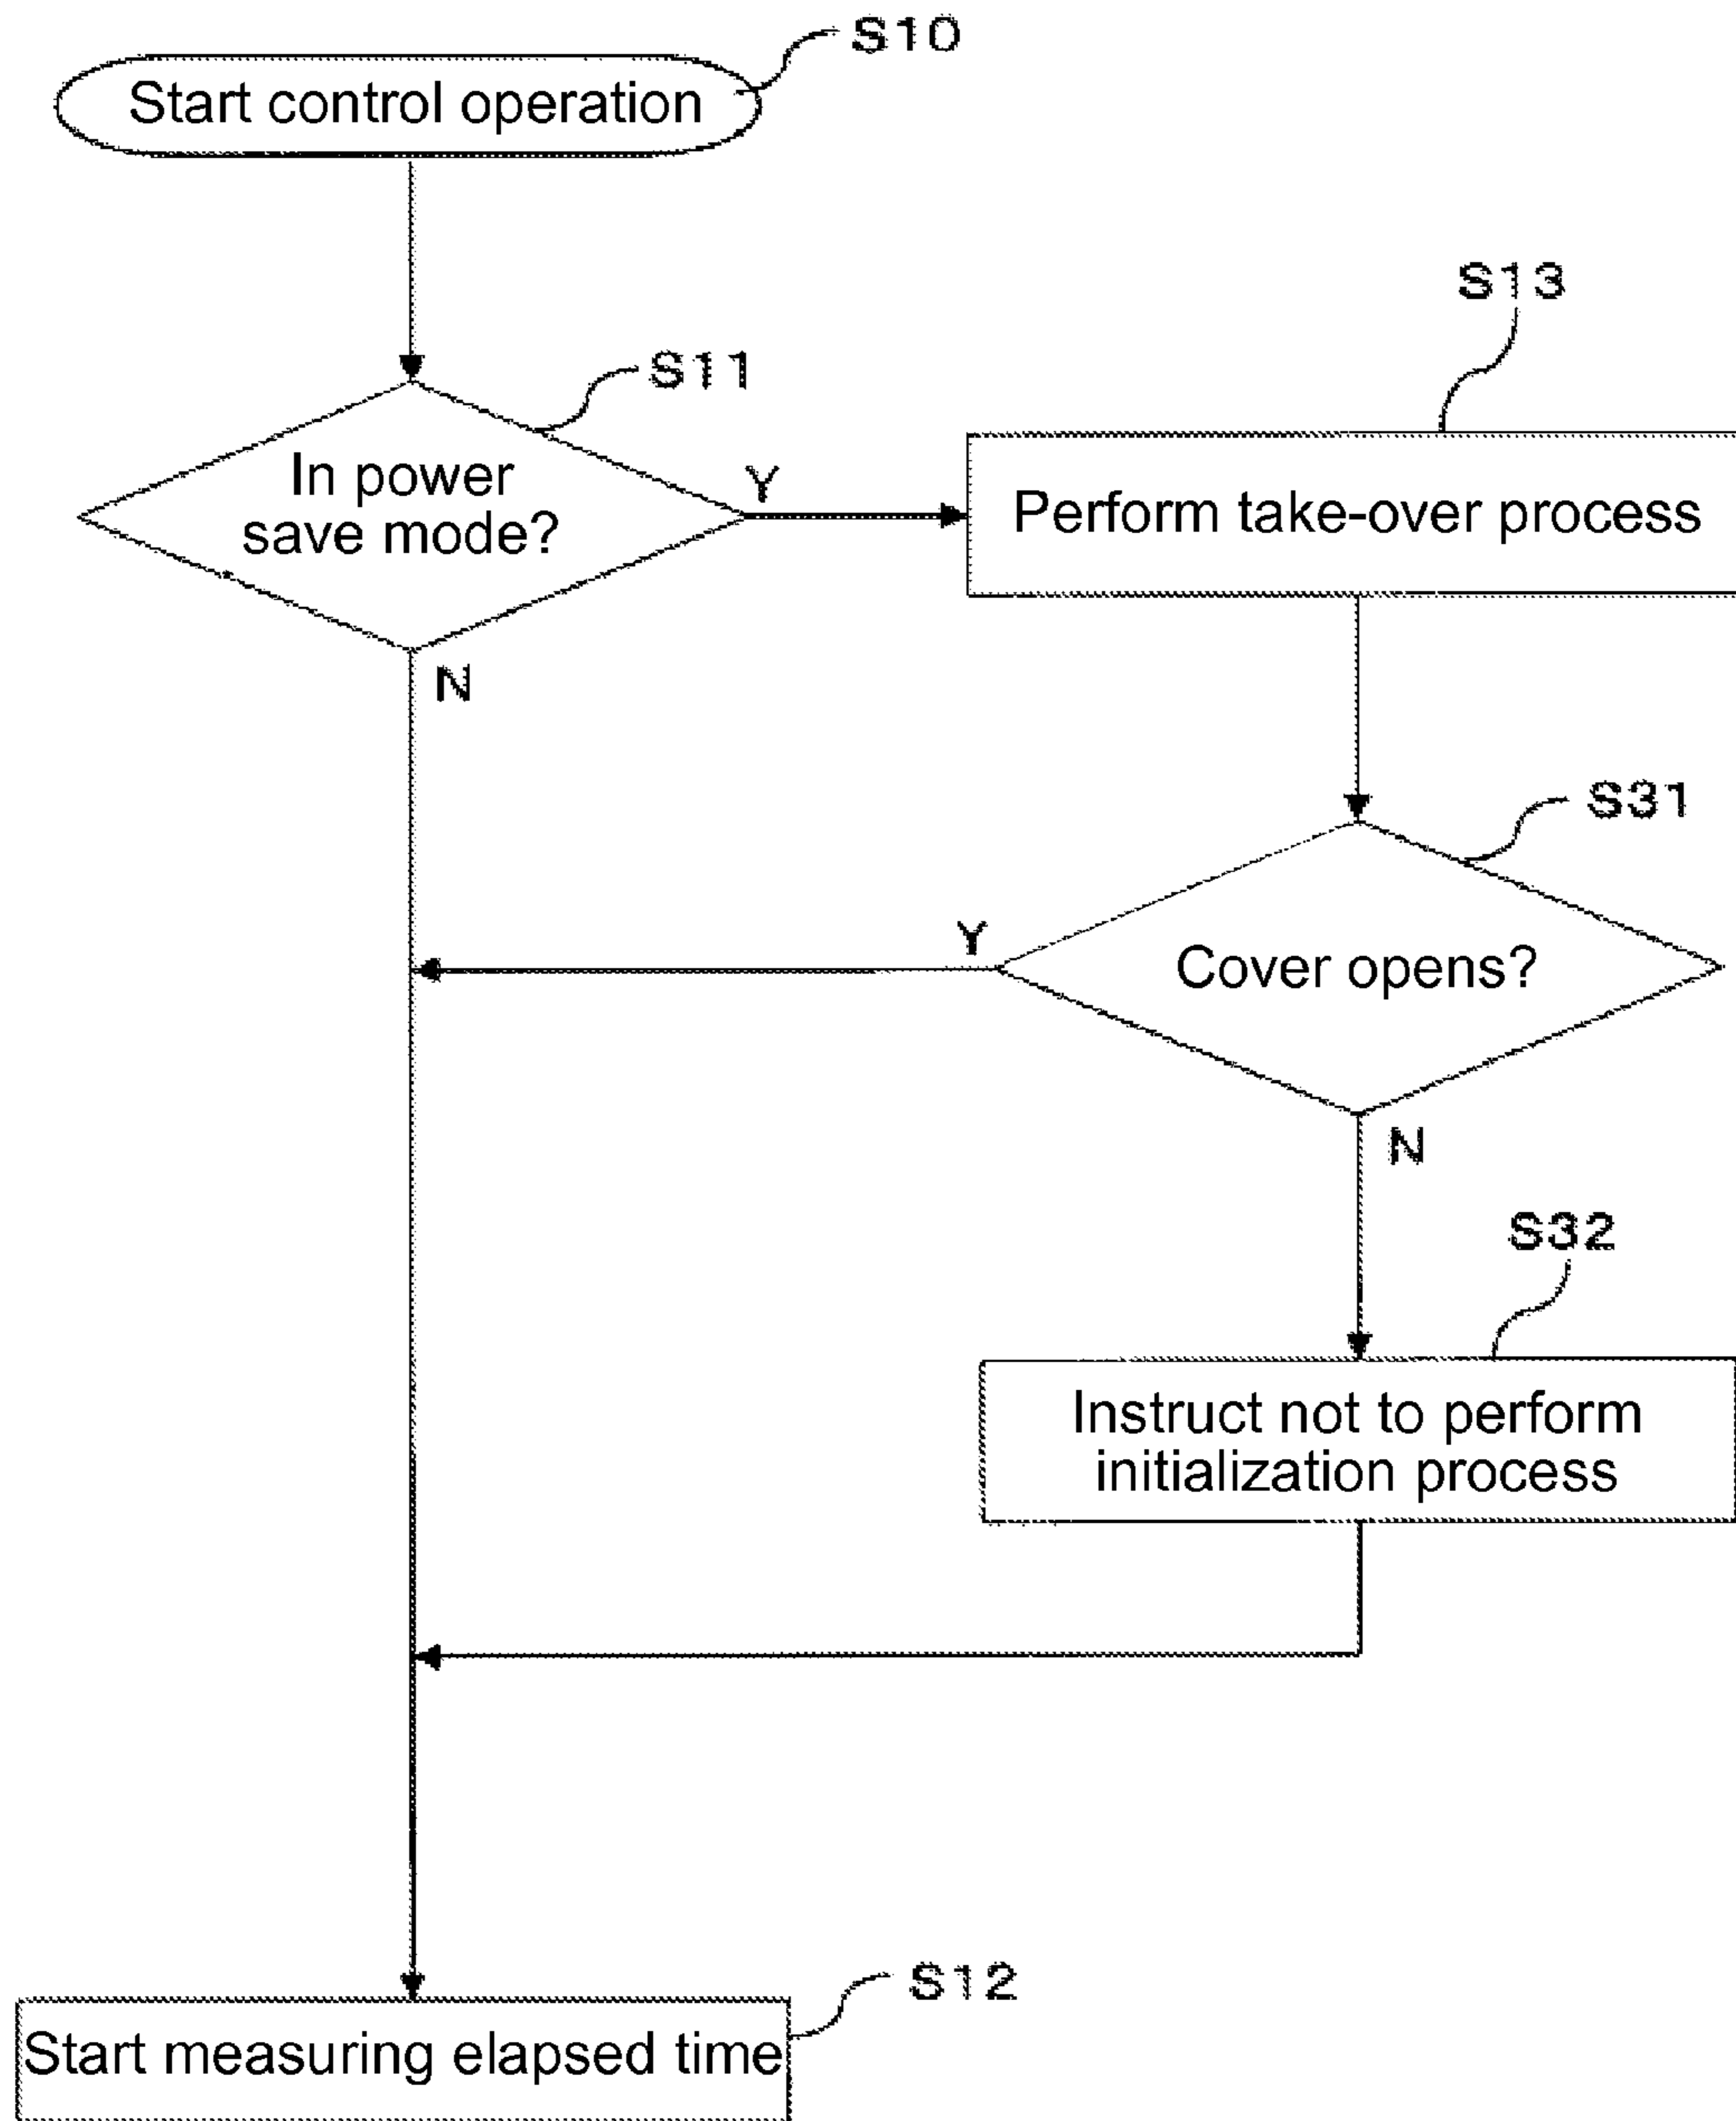 S10
Start control operation
S13
S11
In power
save mode?
Y
Perform take-over process
N
S31
Y
Cover opens?
N
S32
Instruct not to perform
initialization process
S12
Start measuring elapsed time